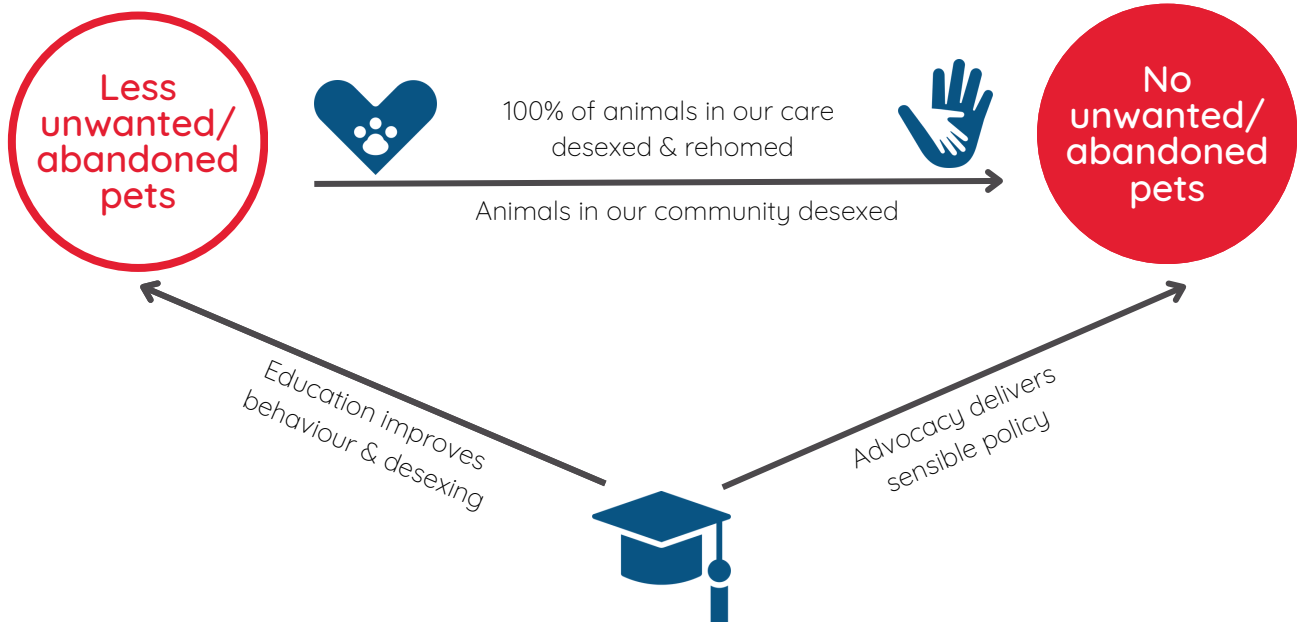 Less
unwanted/
abandoned
pets
100% of animals in our care
desexed & rehomed
Animals in our community desexed
No
unwanted/
abandoned
pets
Education improves
behaviour & desexing
Advocacy delivers
sensible policy